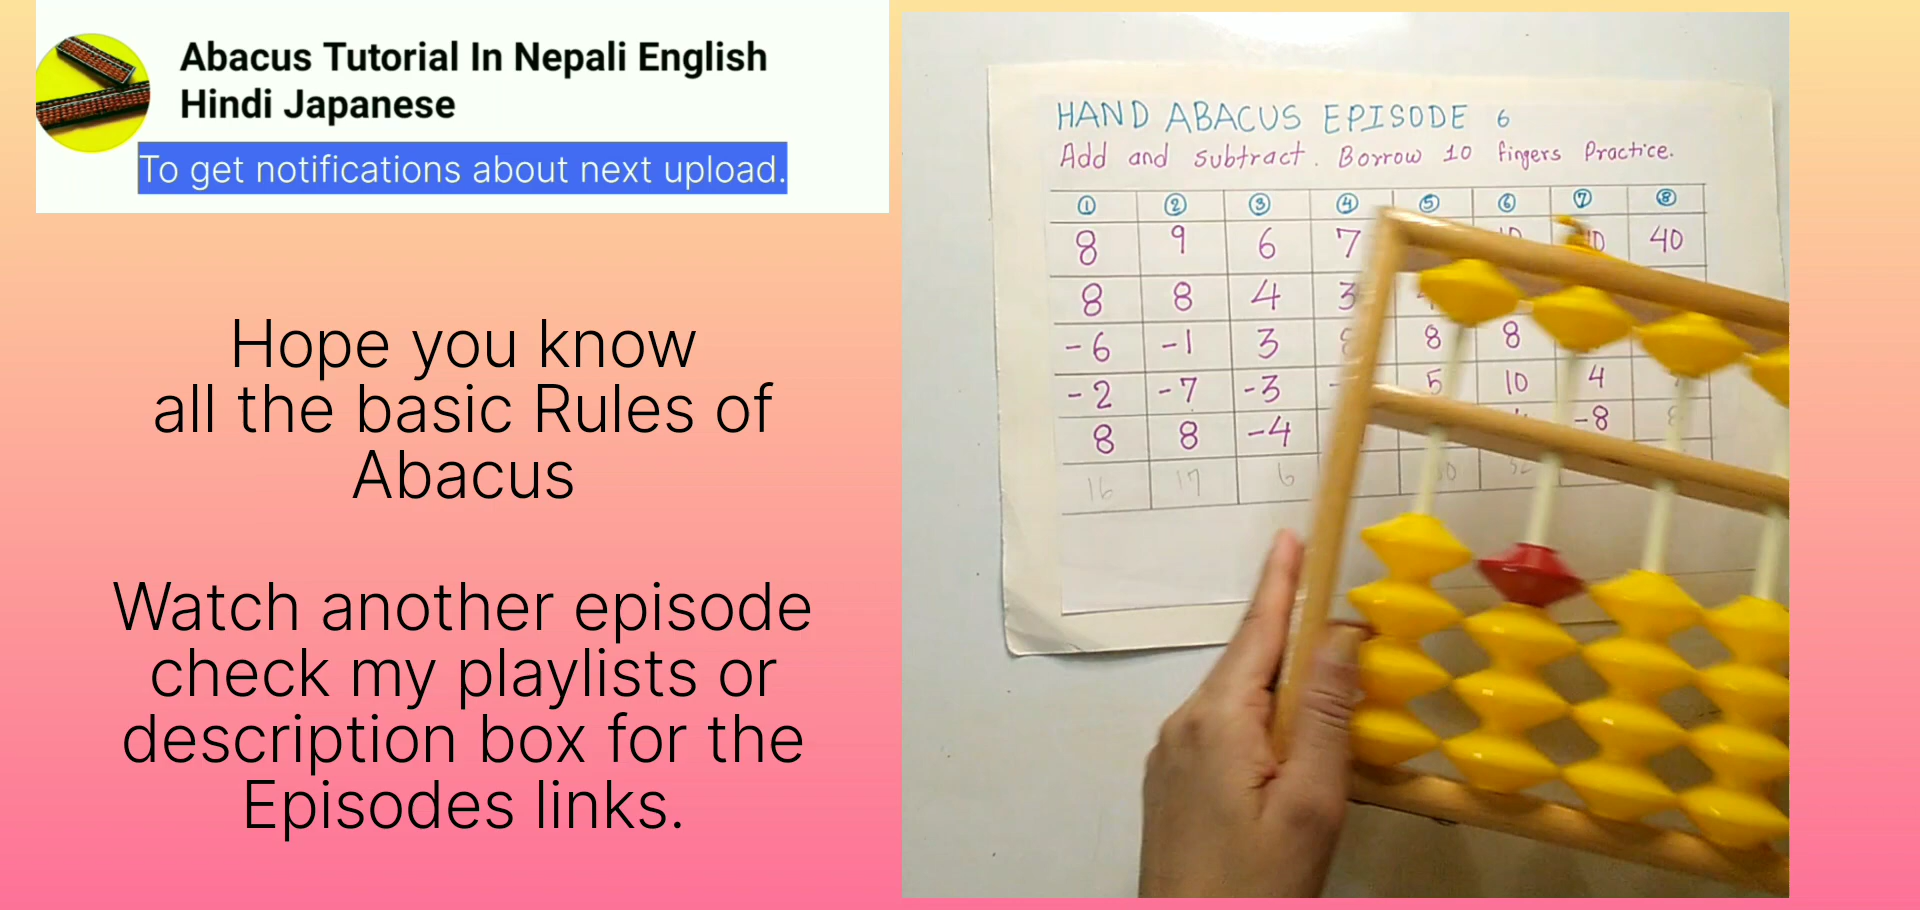 Abacus Tutorial In Nepali English
Hindi Japanese
To get notifications about next upload.
Hope you know
all the basic Rules of
Abacus
Watch another episode
check my playlists or
description box for the
Episodes links.
HAND ABACUS EPISODE 6
Add and subtract. Borrow 10 fingers Practice.
① ② ③ ④ ⑤ ⑥ ⑦ ⑧
8 9 6 7 40
8 8 4 3
-6 -1 3 8 8
-2 -7 -3 5 10 4
8 8 -4 -8
16 17 6